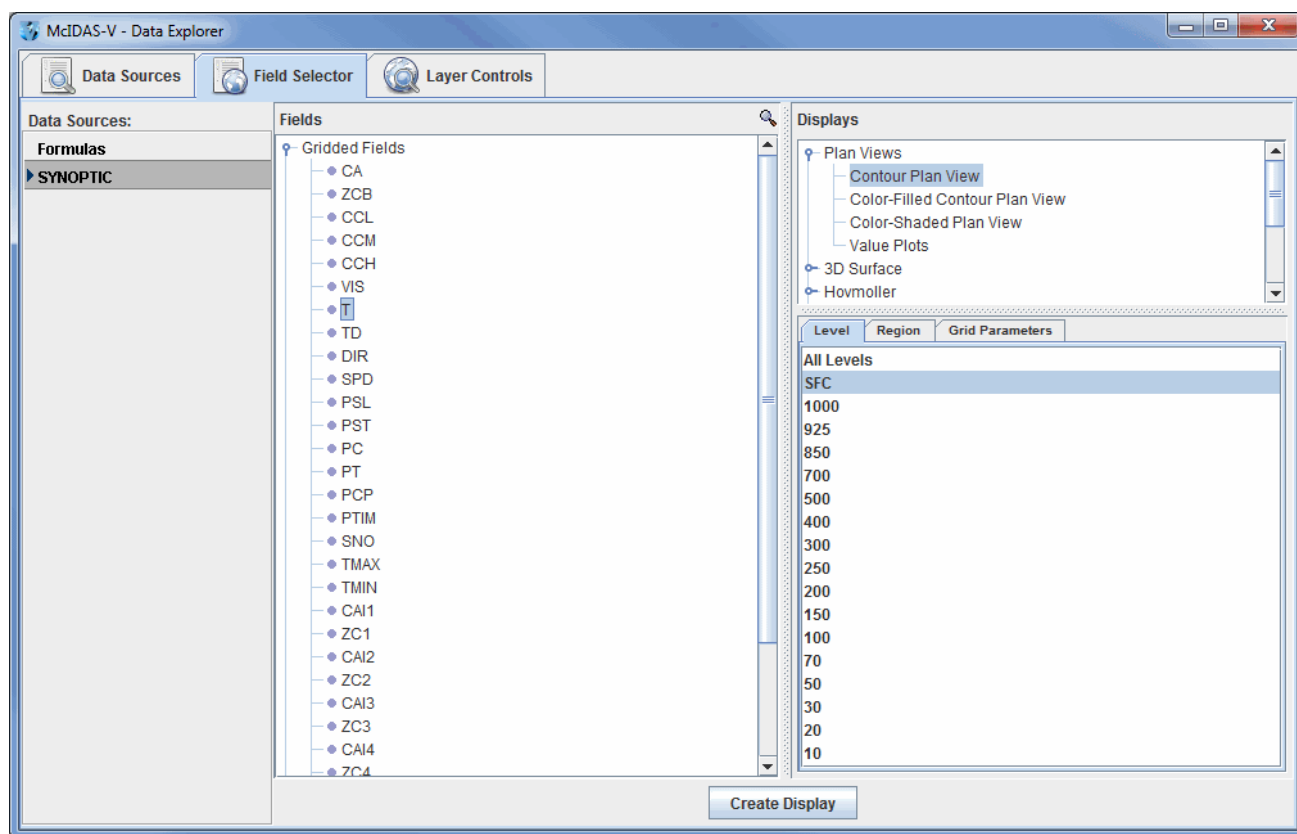 McIDAS-V - Data Explorer
Data Sources
Field Selector
Layer Controls
Data Sources:
Formulas
SYNOPTIC
Fields
Gridded Fields
CA
ZCB
CCL
CCM
CCH
VIS
T
TD
DIR
SPD
PSL
PST
PC
PT
PCP
PTIM
SNO
TMAX
TMIN
CAI1
ZC1
CAI2
ZC2
CAI3
ZC3
CAI4
ZC4
Displays
Plan Views
Contour Plan View
Color-Filled Contour Plan View
Color-Shaded Plan View
Value Plots
3D Surface
Hovmoller
Level
Region
Grid Parameters
All Levels
SFC
1000
925
850
700
500
400
300
250
200
150
100
70
50
30
20
10
Create Display